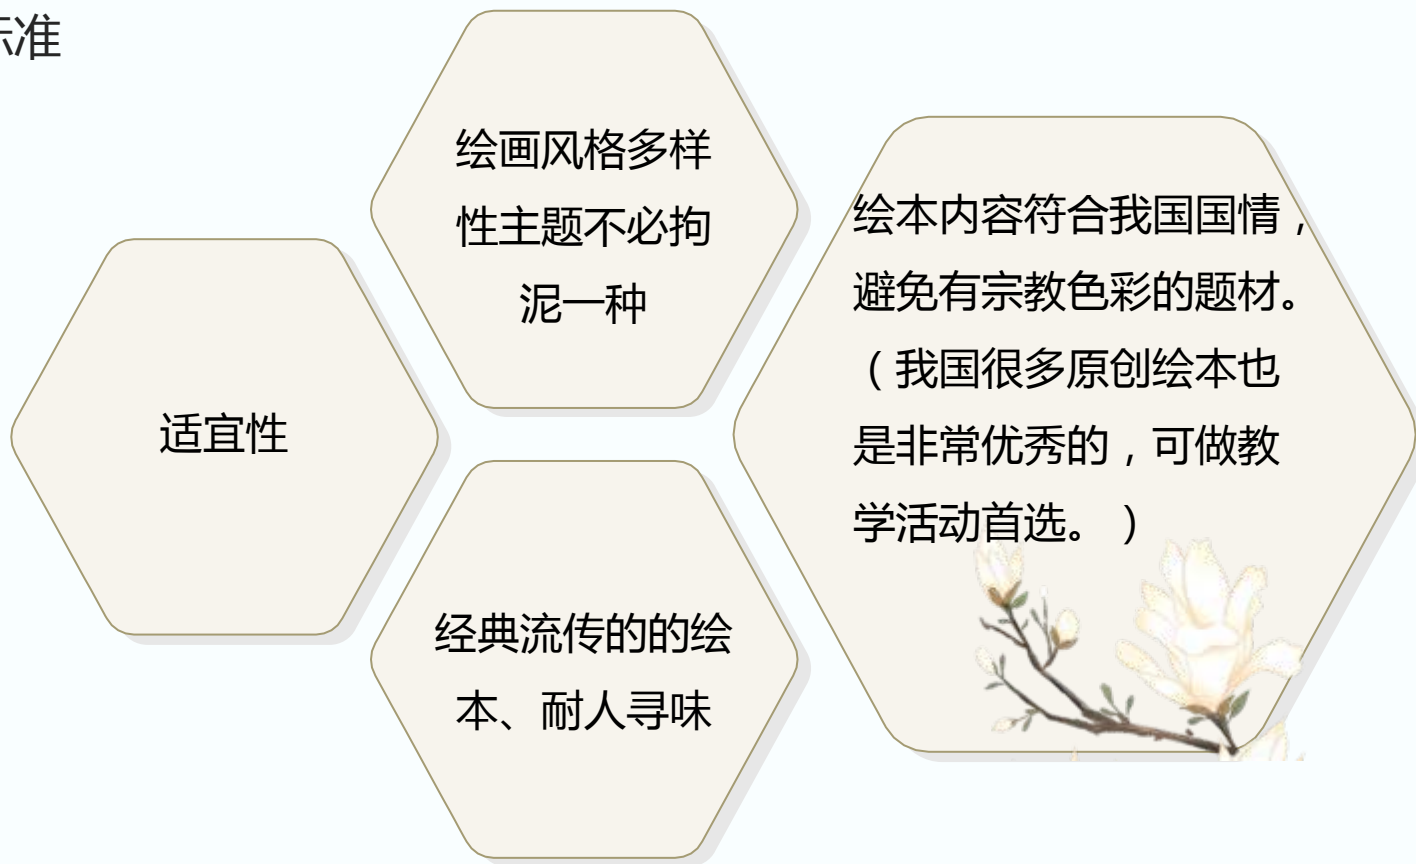 标准
适宜性
绘画风格多样
性主题不必拘
泥一种
经典流传的的绘
本、耐人寻味
绘本内容符合我国国情，
避免有宗教色彩的题材。
（我国很多原创绘本也
是非常优秀的，可做教
学活动首选。）